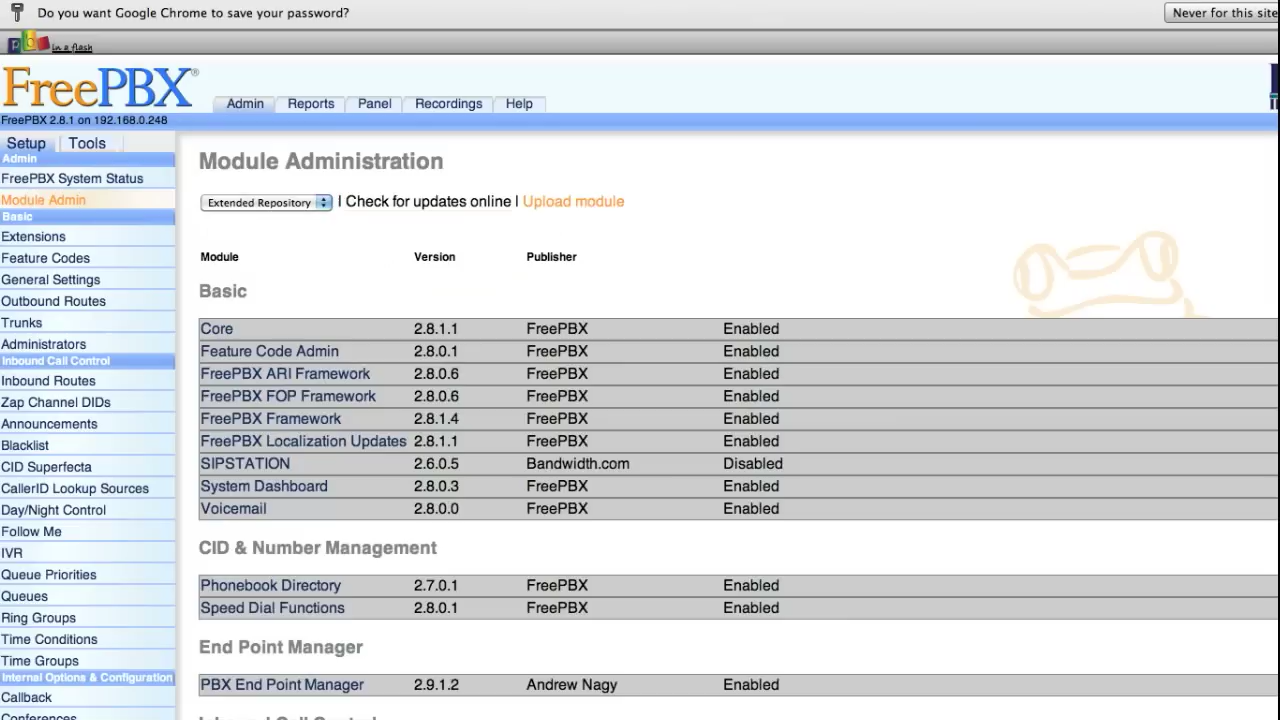 Do you want Google Chrome to save your password?
Never for this site
pb in a flash
FreePBX®
Admin Reports Panel Recordings Help
FreePBX 2.8.1 on 192.168.0.248
Setup Tools
Admin
FreePBX System Status
Module Admin
Basic
Extensions
Feature Codes
General Settings
Outbound Routes
Trunks
Administrators
Inbound Call Control
Inbound Routes
Zap Channel DIDs
Announcements
Blacklist
CID Superfecta
CallerID Lookup Sources
Day/Night Control
Follow Me
IVR
Queue Priorities
Queues
Ring Groups
Time Conditions
Time Groups
Internal Options & Configuration
Callback
Conferences
Module Administration
Extended Repository | Check for updates online | Upload module
Module Version Publisher
Basic
Core 2.8.1.1 FreePBX Enabled
Feature Code Admin 2.8.0.1 FreePBX Enabled
FreePBX ARI Framework 2.8.0.6 FreePBX Enabled
FreePBX FOP Framework 2.8.0.6 FreePBX Enabled
FreePBX Framework 2.8.1.4 FreePBX Enabled
FreePBX Localization Updates 2.8.1.1 FreePBX Enabled
SIPSTATION 2.6.0.5 Bandwidth.com Disabled
System Dashboard 2.8.0.3 FreePBX Enabled
Voicemail 2.8.0.0 FreePBX Enabled
CID & Number Management
Phonebook Directory 2.7.0.1 FreePBX Enabled
Speed Dial Functions 2.8.0.1 FreePBX Enabled
End Point Manager
PBX End Point Manager 2.9.1.2 Andrew Nagy Enabled
Inbound Call Control